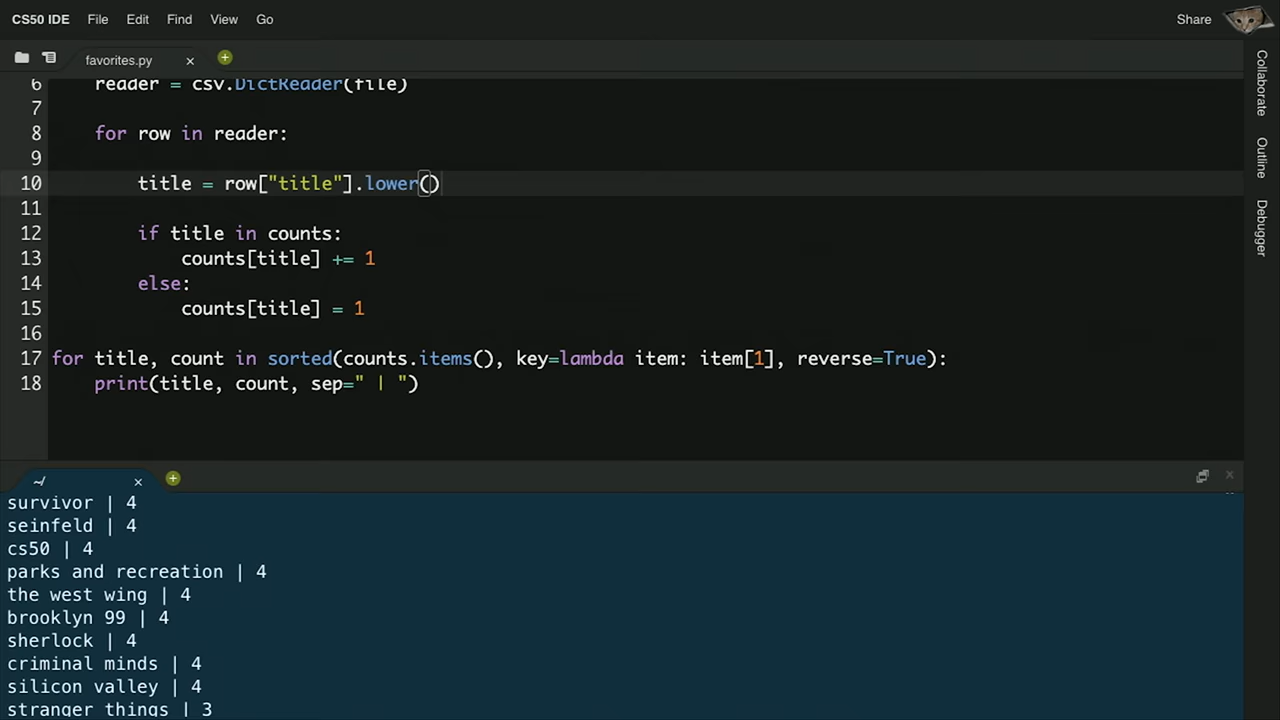 CS50 IDE File Edit Find View Go Share
favorites.py
6 reader = csv.DictReader(file)
7
8 for row in reader:
9
10 title = row["title"].lower()
11
12 if title in counts:
13 counts[title] += 1
14 else:
15 counts[title] = 1
16
17 for title, count in sorted(counts.items(), key=lambda item: item[1], reverse=True):
18 print(title, count, sep=" | ")
Collaborate
Outline
Debugger
~/
survivor | 4
seinfeld | 4
cs50 | 4
parks and recreation | 4
the west wing | 4
brooklyn 99 | 4
sherlock | 4
criminal minds | 4
silicon valley | 4
stranger things | 3